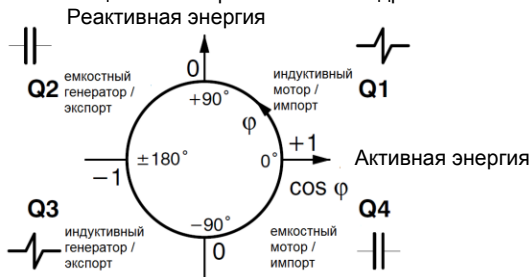 Реактивная энергия
Q2
емкостный
генератор /
экспорт
0
+90°
индуктивный
мотор /
импорт
Q1
φ
±180°
−1
0°
+1
cos φ
Активная энергия
Q3
индуктивный
генератор /
экспорт
−90°
0
емкостный
мотор /
импорт
Q4